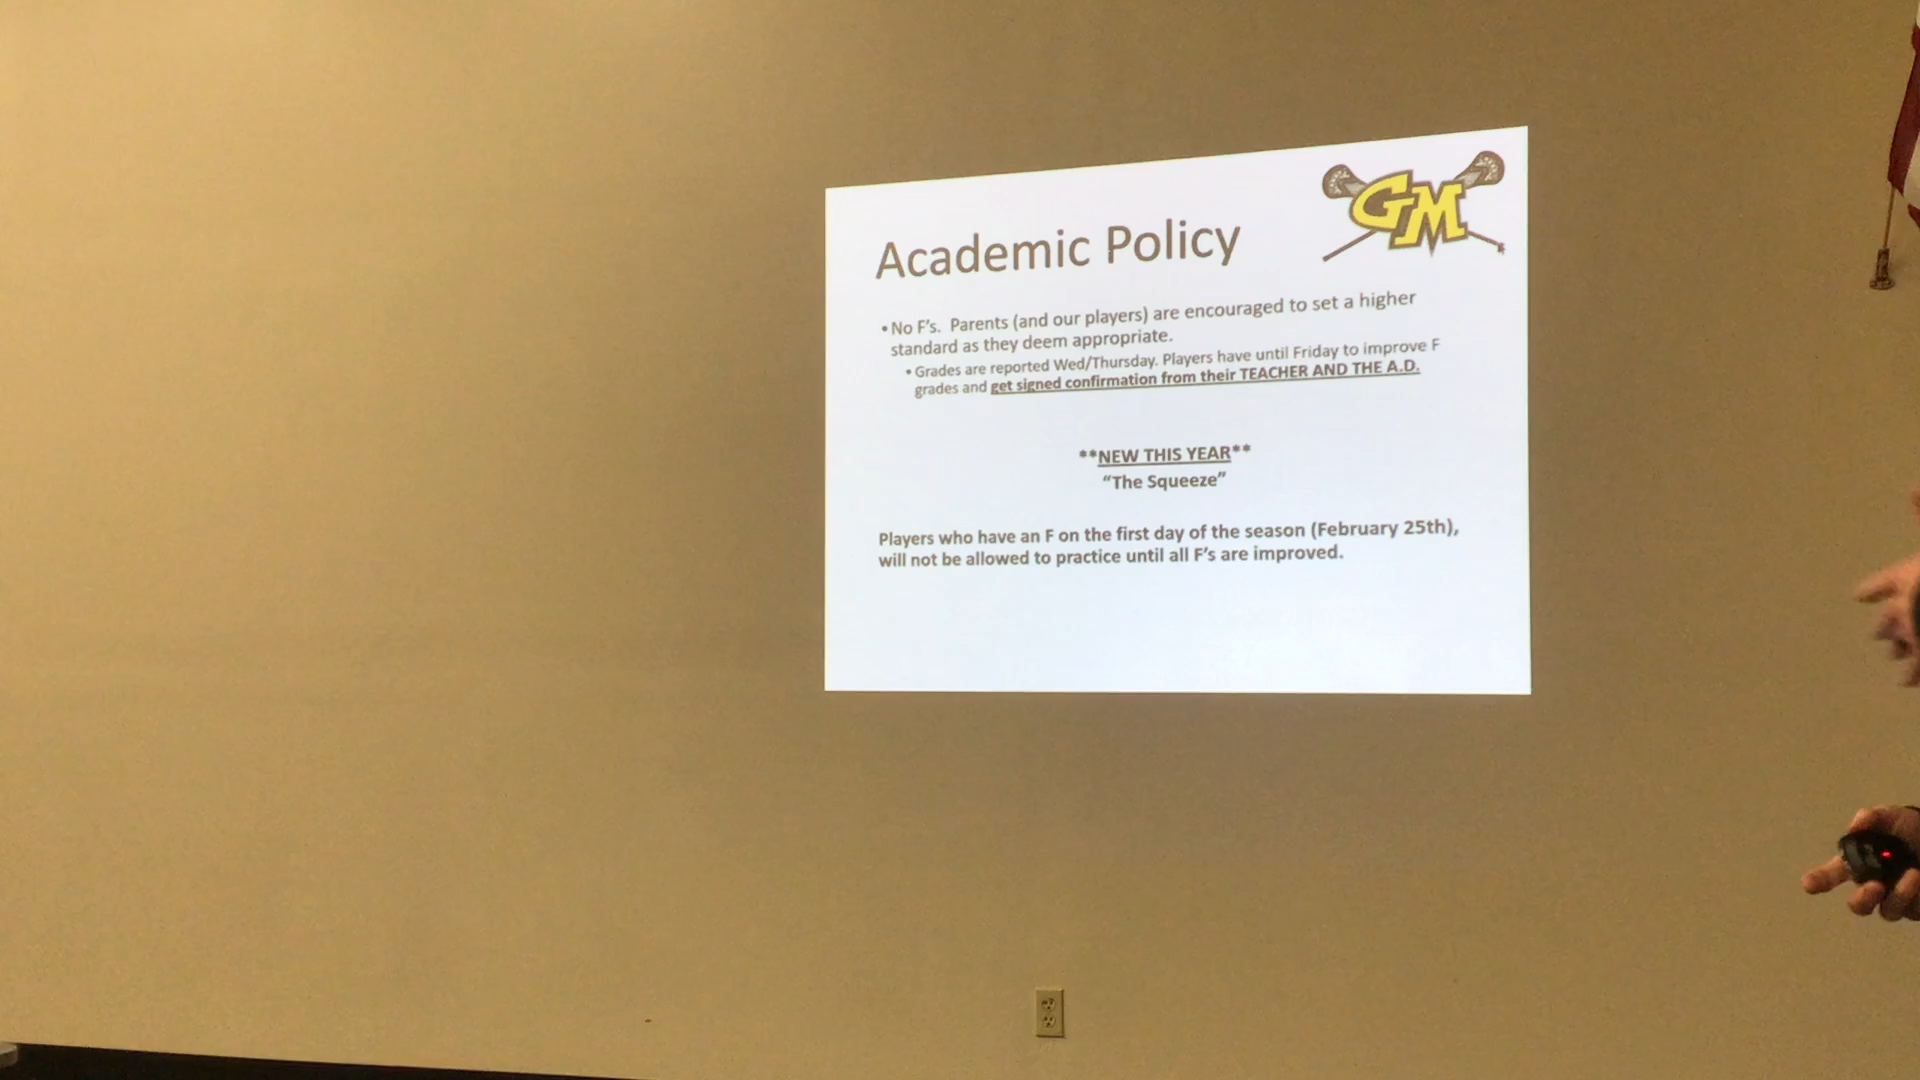 GM
Academic Policy
• No F's. Parents (and our players) are encouraged to set a higher
standard as they deem appropriate.
• Grades are reported Wed/Thursday. Players have until Friday to improve F
grades and get signed confirmation from their TEACHER AND THE A.D.
**NEW THIS YEAR**
“The Squeeze”
Players who have an F on the first day of the season (February 25th),
will not be allowed to practice until all F's are improved.